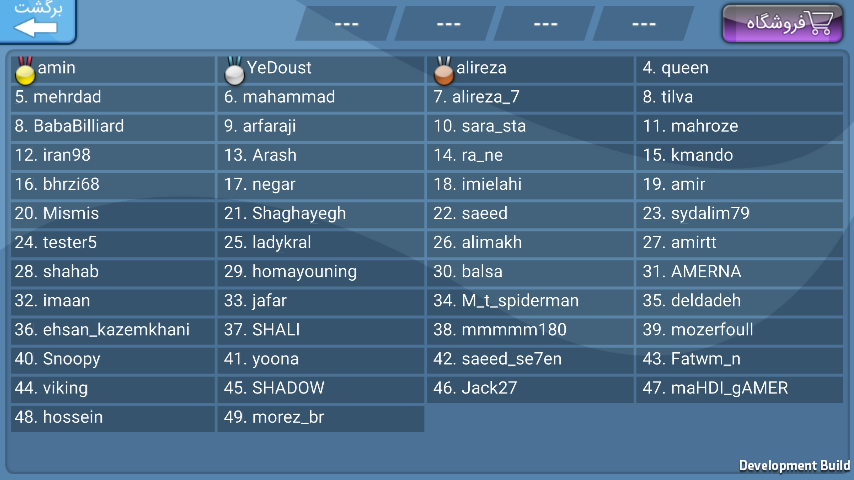 برگشت
--- --- --- ---
فروشگاه
amin YeDoust alireza 4. queen
5. mehrdad 6. mahammad 7. alireza_7 8. tilva
8. BabaBilliard 9. arfaraji 10. sara_sta 11. mahroze
12. iran98 13. Arash 14. ra_ne 15. kmando
16. bhrzi68 17. negar 18. imielahi 19. amir
20. Mismis 21. Shaghayegh 22. saeed 23. sydalim79
24. tester5 25. ladykral 26. alimakh 27. amirtt
28. shahab 29. homayouning 30. balsa 31. AMERNA
32. imaan 33. jafar 34. M_t_spiderman 35. deldadeh
36. ehsan_kazemkhani 37. SHALI 38. mmmmm180 39. mozerfoull
40. Snoopy 41. yoona 42. saeed_se7en 43. Fatwm_n
44. viking 45. SHADOW 46. Jack27 47. maHDI_gAMER
48. hossein 49. morez_br
Development Build